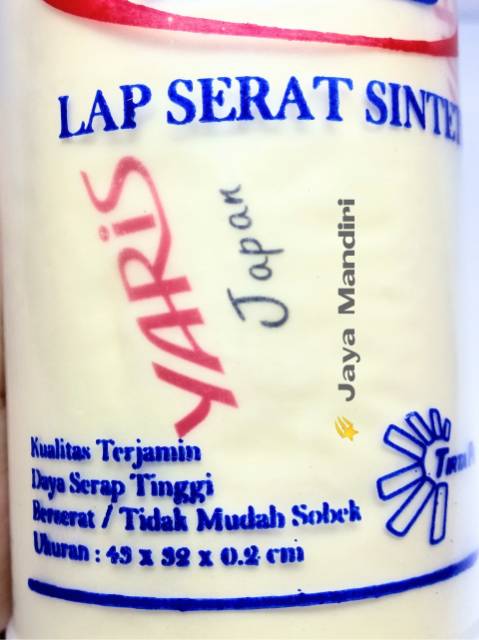 LAP SERAT SINTET
YARiS
Japan
Jaya Mandiri
Kualitas Terjamin
Daya Serap Tinggi
Berserat / Tidak Mudah Sobek
Ukuran : 43 x 32 x 0.2 cm